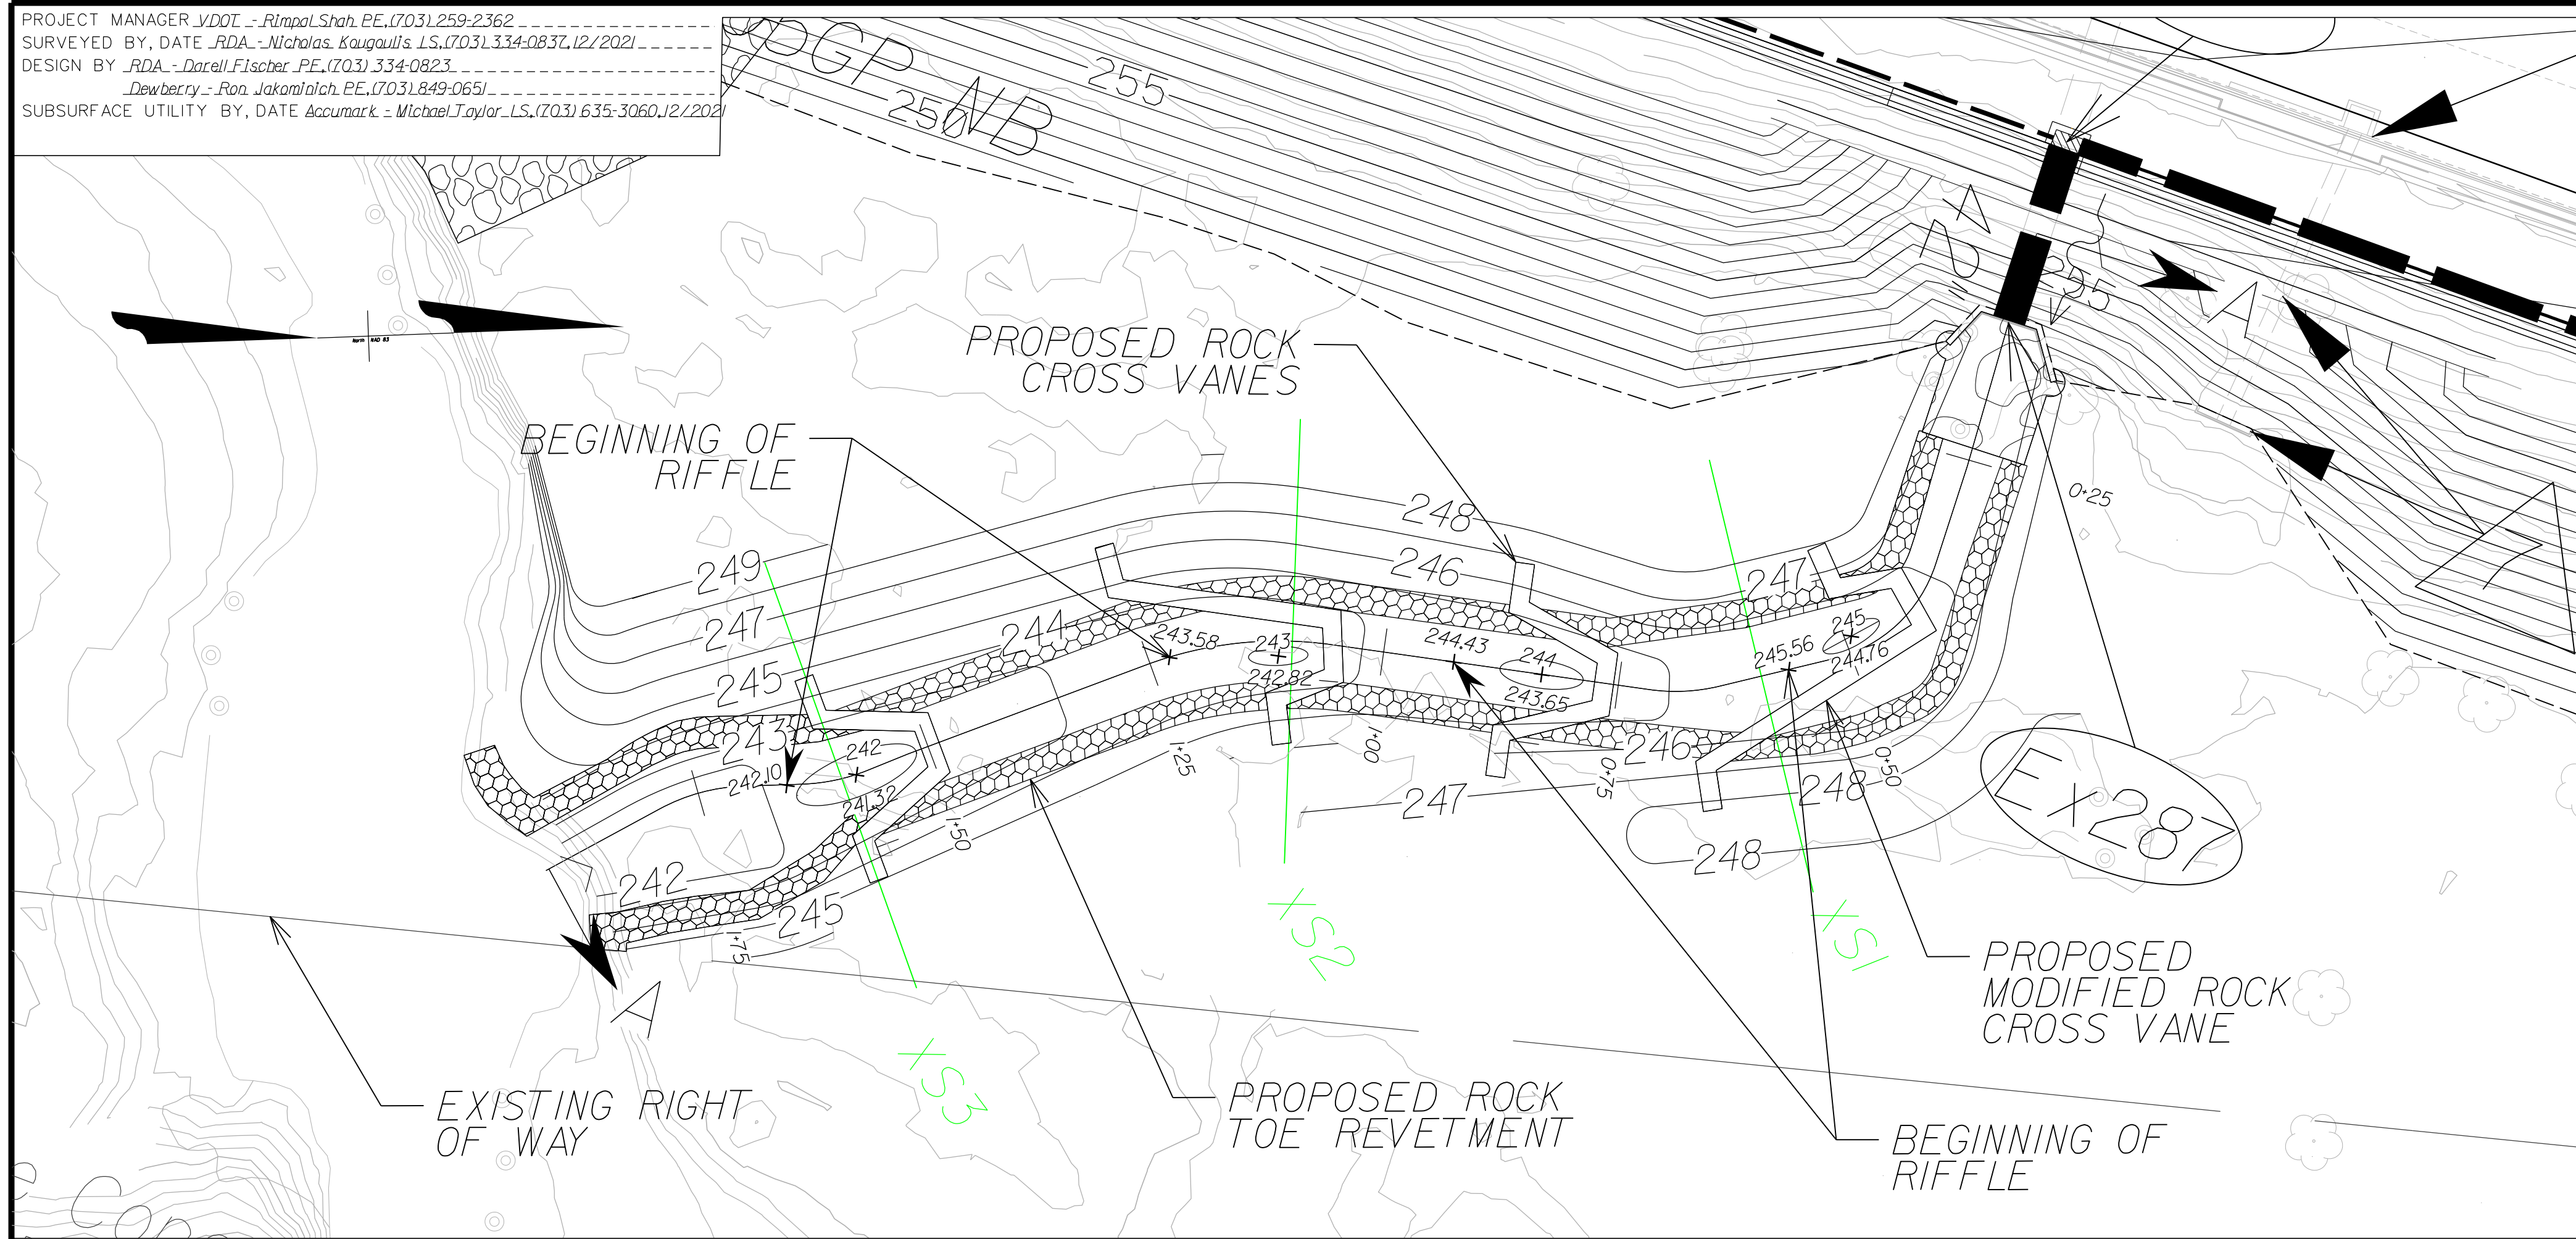 PROJECT MANAGER VDOT - Rimpal Shah PE, (703) 259-2362
SURVEYED BY, DATE RDA - Nicholas Kougoulis LS, (703) 334-0837, 12/2021
DESIGN BY RDA - Darell Fischer PE, (703) 334-0823
Dewberry - Ron Jakominich PE, (703) 849-0651
SUBSURFACE UTILITY BY, DATE Accumark - Michael Taylor LS, (703) 635-3060, 12/2021
NB
255
250
North NAD 83
PROPOSED ROCK
CROSS VANES
BEGINNING OF
RIFFLE
A
0+25
249
247
245
243
244
248
246
247
243.58
243
242.82
244.43
244
243.65
245.56
245
244.76
242
242.10
241.32
246
248
247
248
242
245
1+75
1+50
1+25
1+00
0+75
0+50
Ex287
XS3
XS2
XS1
A
EXISTING RIGHT
OF WAY
PROPOSED ROCK
TOE REVETMENT
PROPOSED
MODIFIED ROCK
CROSS VANE
BEGINNING OF
RIFFLE